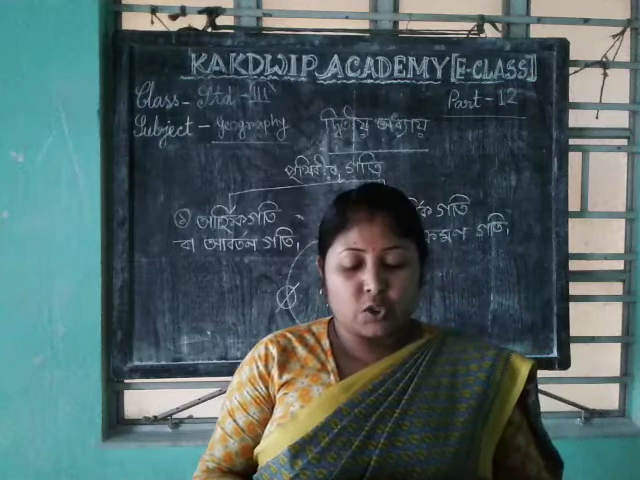 KAKDWIP ACADEMY [E-CLASS]
Class - Std - III
Part - 12
Subject - Geography
দ্বিতীয় অধ্যায়
পৃথিবীর গতি
① আহ্নিক গতি
বা আবর্তন গতি।
গতি
গতি।